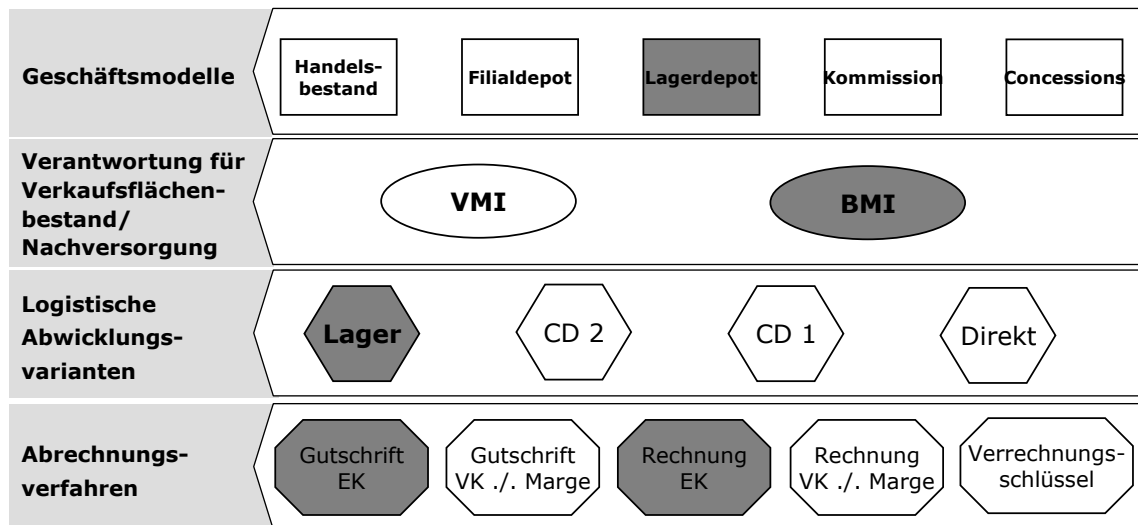 Geschäftsmodelle
Handels-
bestand
Filialdepot
Lagerdepot
Kommission
Concessions
Verantwortung für
Verkaufsflächen-
bestand/
Nachversorgung
VMI
BMI
Logistische
Abwicklungs-
varianten
Lager
CD 2
CD 1
Direkt
Abrechnungs-
verfahren
Gutschrift
EK
Gutschrift
VK ./. Marge
Rechnung
EK
Rechnung
VK ./. Marge
Verrechnungs-
schlüssel